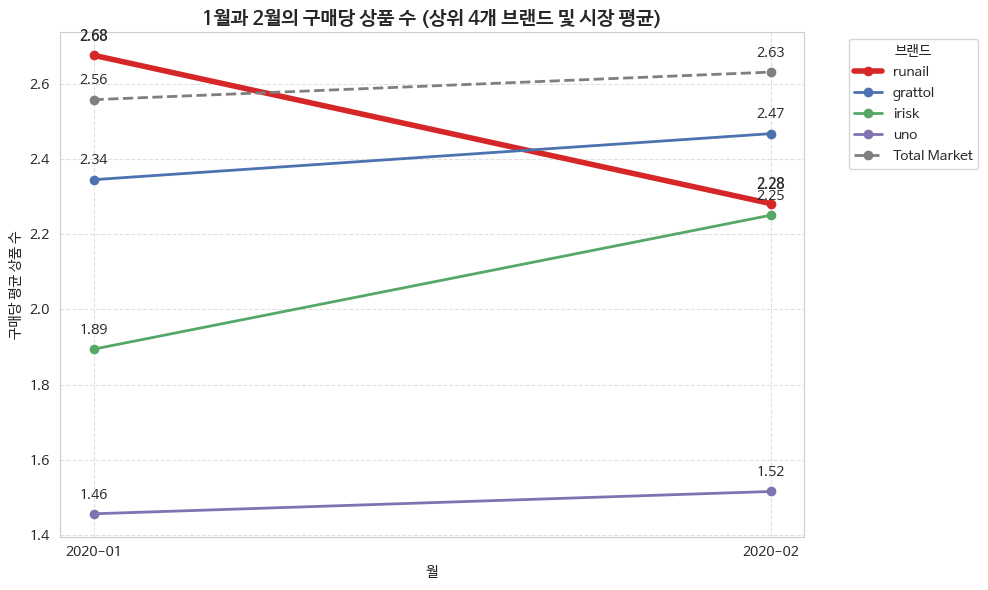 1월과 2월의 구매당 상품 수 (상위 4개 브랜드 및 시장 평균)
구매당 평균 상품 수
2.6
2.4
2.2
2.0
1.8
1.6
1.4
2.68
2.56
2.34
1.89
1.46
2.63
2.47
2.28
2.25
1.52
2020-01
2020-02
월
브랜드
runail
grattol
irisk
uno
Total Market